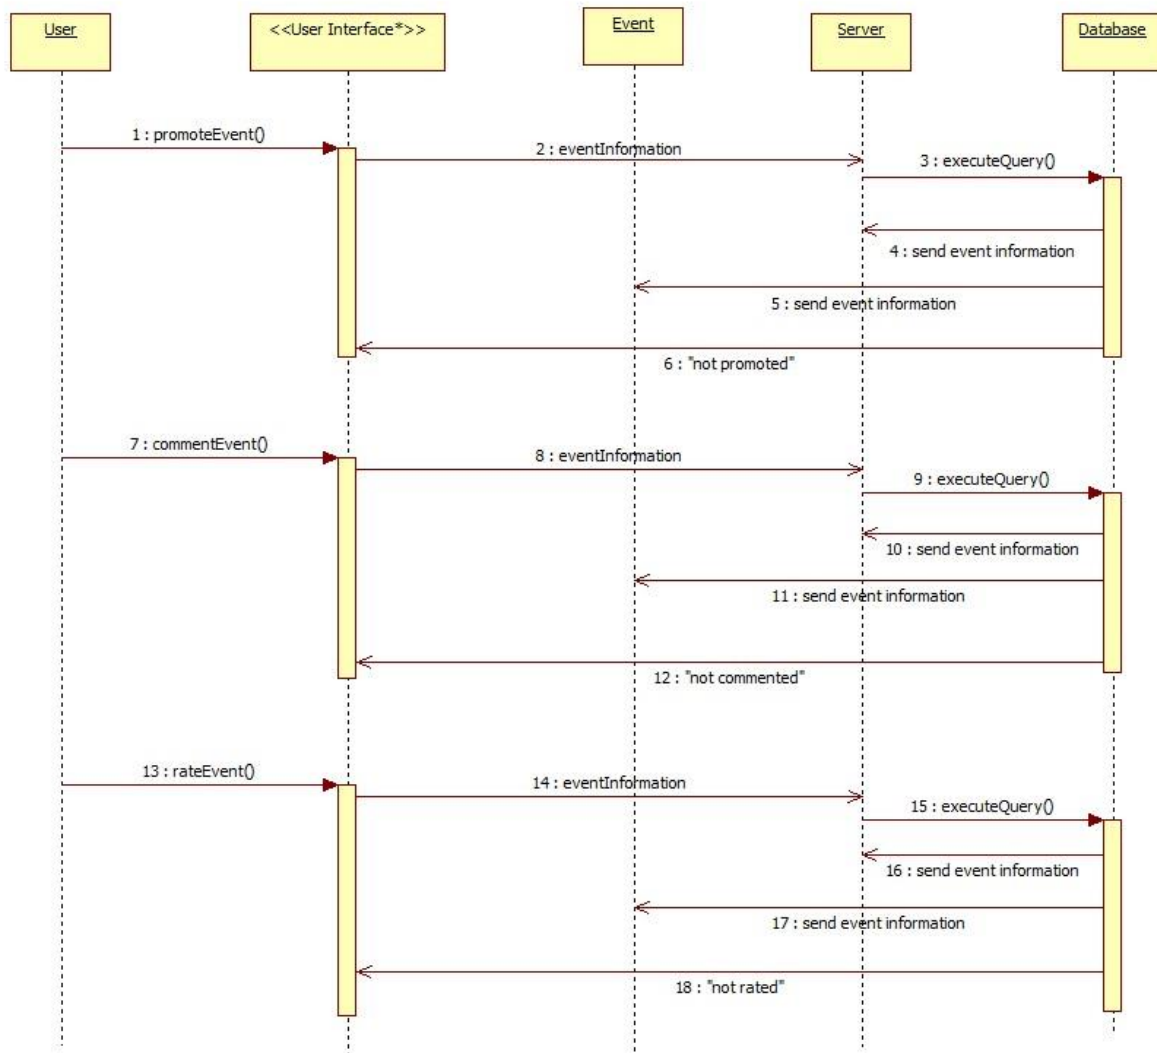 User
<<User Interface*>>
Event
Server
Database
1 : promoteEvent()
2 : eventInformation
3 : executeQuery()
4 : send event information
5 : send event information
6 : "not promoted"
7 : commentEvent()
8 : eventInformation
9 : executeQuery()
10 : send event information
11 : send event information
12 : "not commented"
13 : rateEvent()
14 : eventInformation
15 : executeQuery()
16 : send event information
17 : send event information
18 : "not rated"